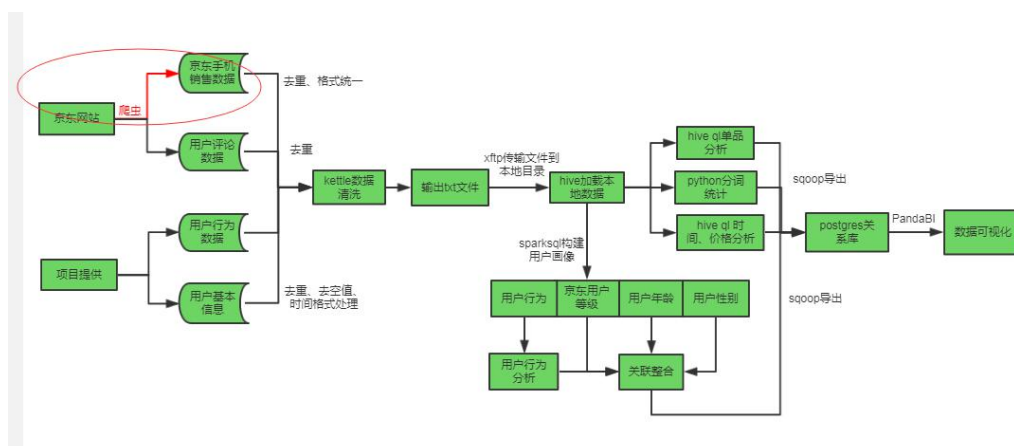 京东手机
销售数据
去重、格式统一
爬虫
京东网站
用户评论
数据
去重
kettle数据
清洗
输出txt文件
xftp传输文件到
本地目录
hive加载本
地数据
hive ql单品
分析
python分词
统计
hive ql 时
间、价格分析
sqoop导出
postgres关
系库
PandaBI
数据可视化
用户行为
数据
项目提供
用户基本
信息
去重、去空值、
时间格式处理
sparksql构建
用户画像
用户行为
京东用户
等级
用户年龄
用户性别
sqoop导出
用户行为
分析
关联整合